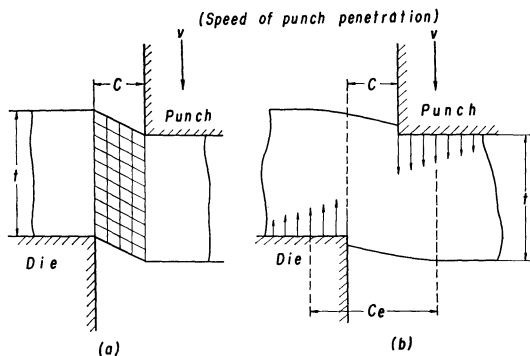 (Speed of punch penetration)
v
v
C
C
Punch
Punch
t
t
Die
Die
Ce
(a)
(b)